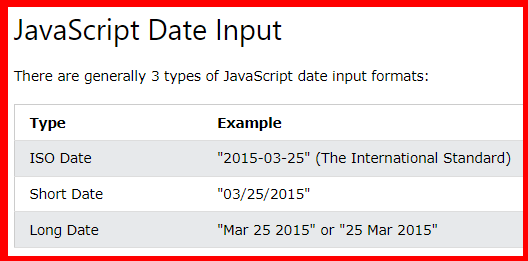 JavaScript Date Input
There are generally 3 types of JavaScript date input formats:
Type Example
ISO Date "2015-03-25" (The International Standard)
Short Date "03/25/2015"
Long Date "Mar 25 2015" or "25 Mar 2015"